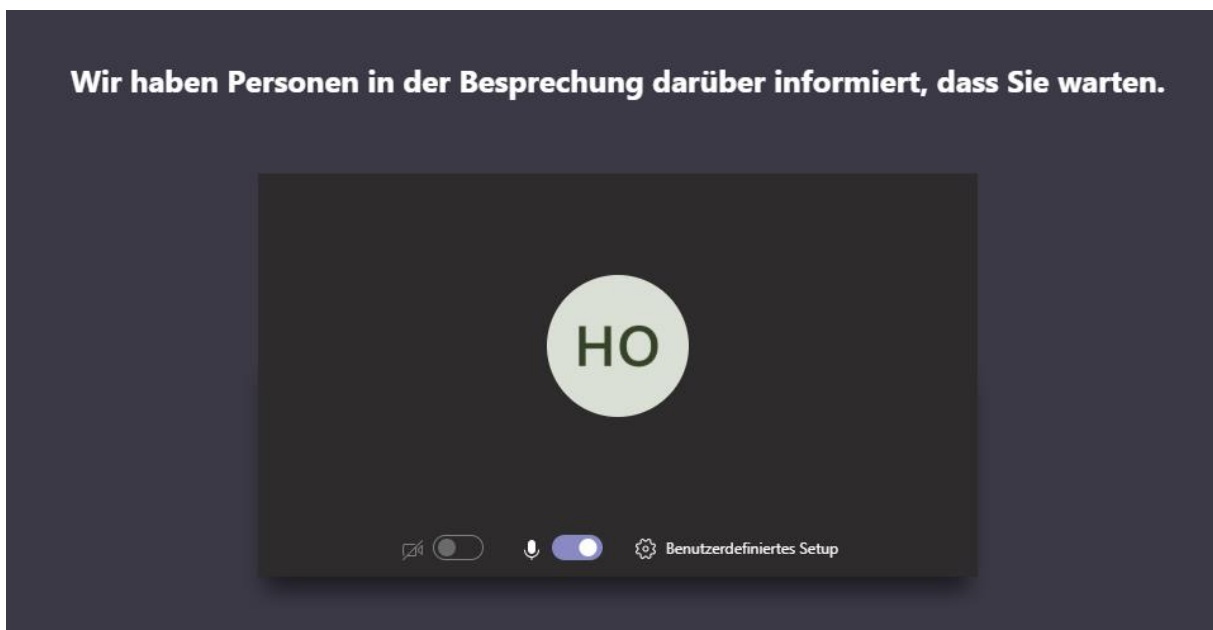 Wir haben Personen in der Besprechung darüber informiert, dass Sie warten.
HO
Benutzerdefiniertes Setup